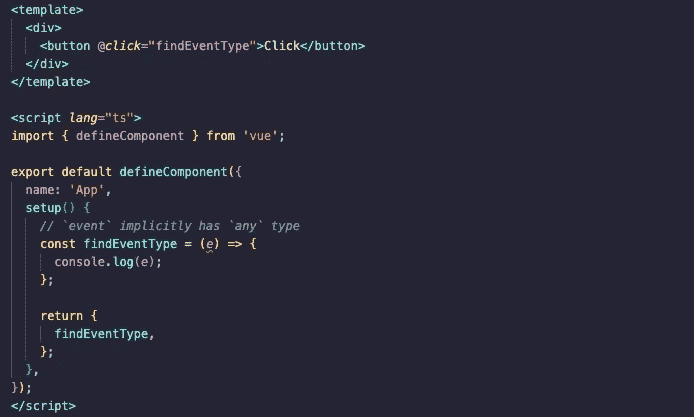 <template>
  <div>
    <button @click="findEventType">Click</button>
  </div>
</template>

<script lang="ts">
import { defineComponent } from 'vue';

export default defineComponent({
  name: 'App',
  setup() {
    // `event` implicitly has `any` type
    const findEventType = (e) => {
      console.log(e);
    };

    return {
      findEventType,
    };
  },
});
</script>